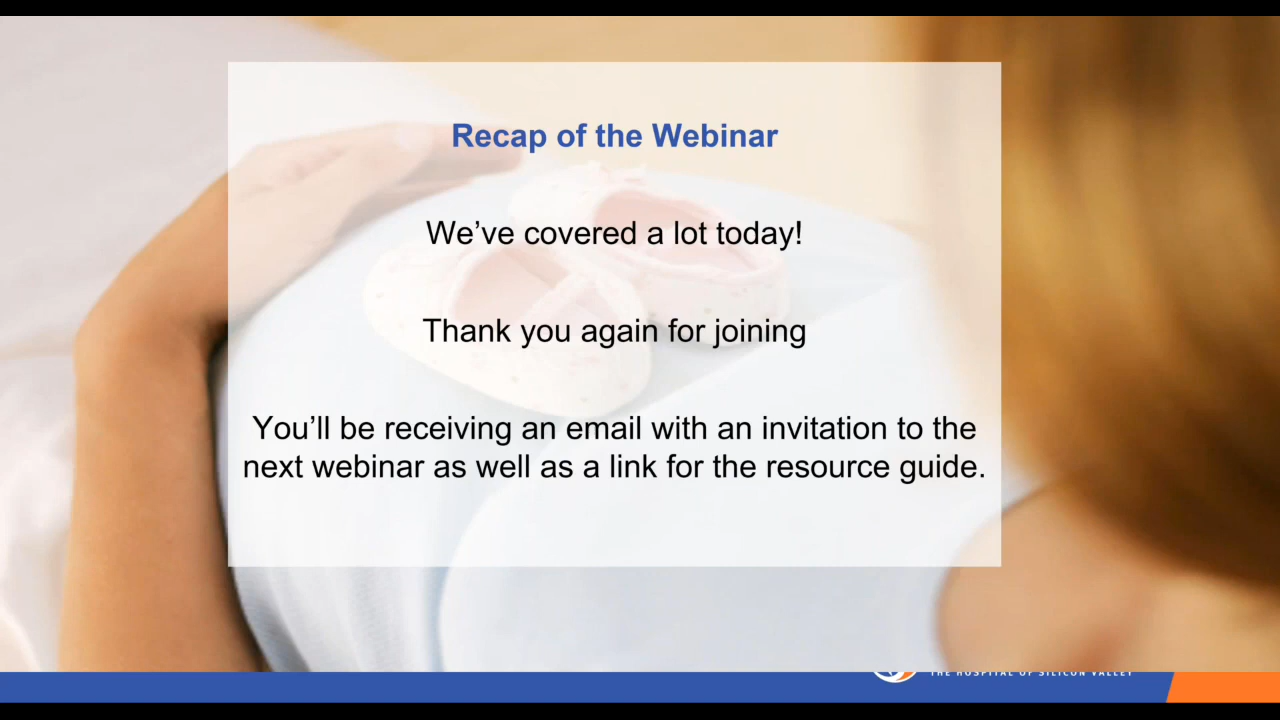 Recap of the Webinar
We’ve covered a lot today!
Thank you again for joining
You’ll be receiving an email with an invitation to the
next webinar as well as a link for the resource guide.
THE HOSPITAL OF SILICON VALLEY